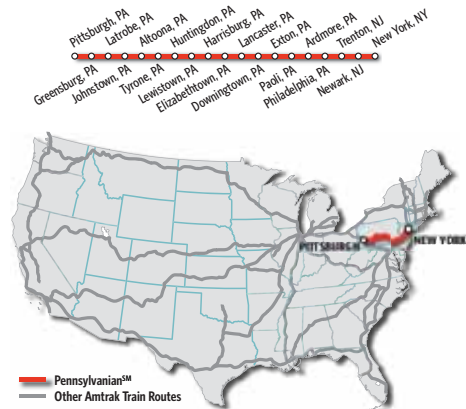 Pittsburgh, PA
Greensburg, PA
Latrobe, PA
Johnstown, PA
Altoona, PA
Tyrone, PA
Huntingdon, PA
Lewistown, PA
Harrisburg, PA
Elizabethtown, PA
Lancaster, PA
Downingtown, PA
Exton, PA
Paoli, PA
Ardmore, PA
Philadelphia, PA
Trenton, NJ
Newark, NJ
New York, NY
PITTSBURGH
NEW YORK
Pennsylvanian℠
Other Amtrak Train Routes